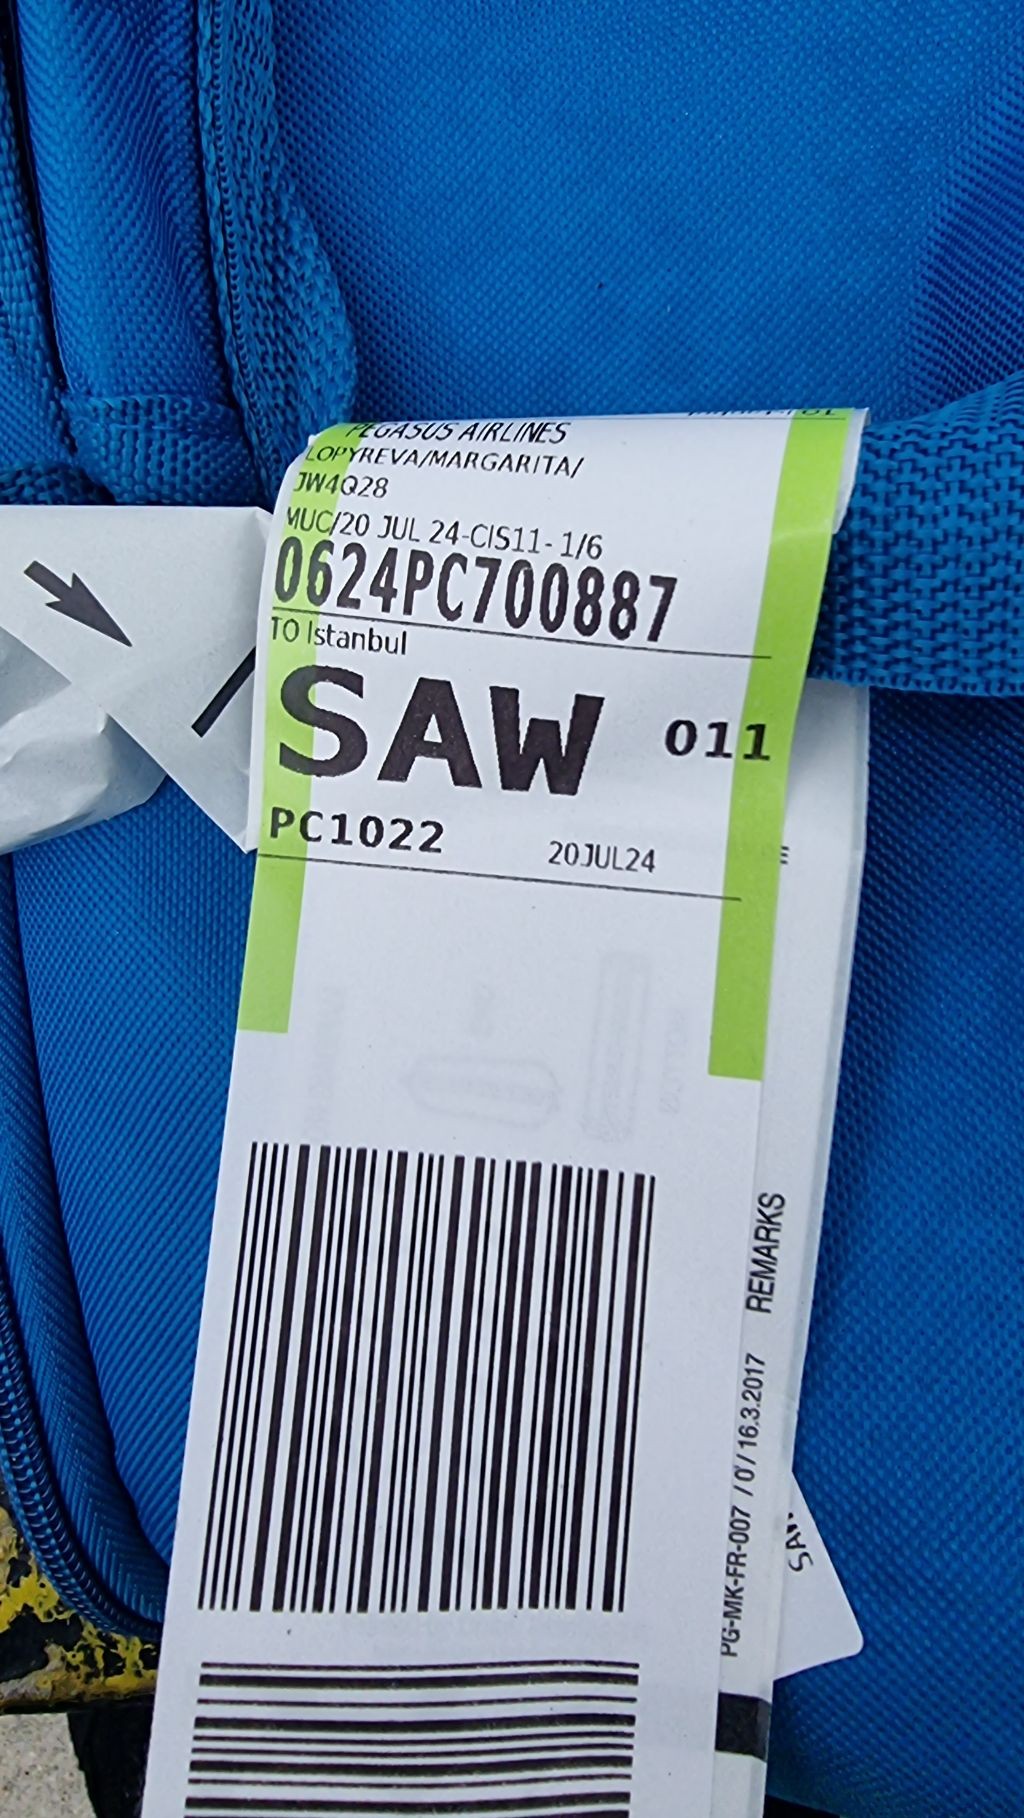 PEGASUS AIRLINES
LOPYREVA/MARGARITA/
JW4Q28
MUC/20 JUL 24-CIS11- 1/6
0624PC700887
TO Istanbul
SAW 011
PC1022 20JUL24
REMARKS
PG-MK-FR-007 /0/ 16.3.2017
SAW